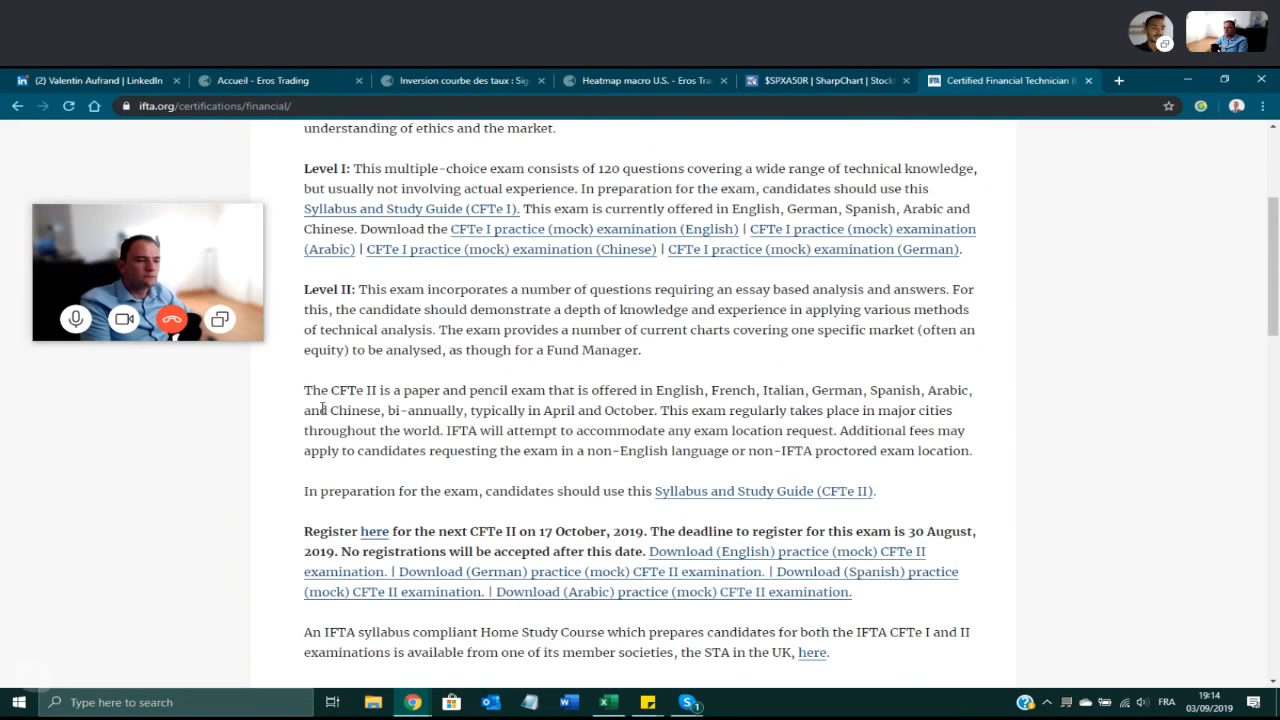 (2) Valentin Aufrand | LinkedIn
Accueil - Eros Trading
Inversion courbe des taux : Sig
Heatmap macro U.S. - Eros Tra
$SPXA50R | SharpChart | Stock
Certified Financial Technician (
ifta.org/certifications/financial/
understanding of ethics and the market.
Level I: This multiple-choice exam consists of 120 questions covering a wide range of technical knowledge,
but usually not involving actual experience. In preparation for the exam, candidates should use this
Syllabus and Study Guide (CFTe I). This exam is currently offered in English, German, Spanish, Arabic and
Chinese. Download the CFTe I practice (mock) examination (English) | CFTe I practice (mock) examination
(Arabic) | CFTe I practice (mock) examination (Chinese) | CFTe I practice (mock) examination (German).
Level II: This exam incorporates a number of questions requiring an essay based analysis and answers. For
this, the candidate should demonstrate a depth of knowledge and experience in applying various methods
of technical analysis. The exam provides a number of current charts covering one specific market (often an
equity) to be analysed, as though for a Fund Manager.
The CFTe II is a paper and pencil exam that is offered in English, French, Italian, German, Spanish, Arabic,
and Chinese, bi-annually, typically in April and October. This exam regularly takes place in major cities
throughout the world. IFTA will attempt to accommodate any exam location request. Additional fees may
apply to candidates requesting the exam in a non-English language or non-IFTA proctored exam location.
In preparation for the exam, candidates should use this Syllabus and Study Guide (CFTe II).
Register here for the next CFTe II on 17 October, 2019. The deadline to register for this exam is 30 August,
2019. No registrations will be accepted after this date. Download (English) practice (mock) CFTe II
examination. | Download (German) practice (mock) CFTe II examination. | Download (Spanish) practice
(mock) CFTe II examination. | Download (Arabic) practice (mock) CFTe II examination.
An IFTA syllabus compliant Home Study Course which prepares candidates for both the IFTA CFTe I and II
examinations is available from one of its member societies, the STA in the UK, here.
Type here to search
FRA
19:14
03/09/2019